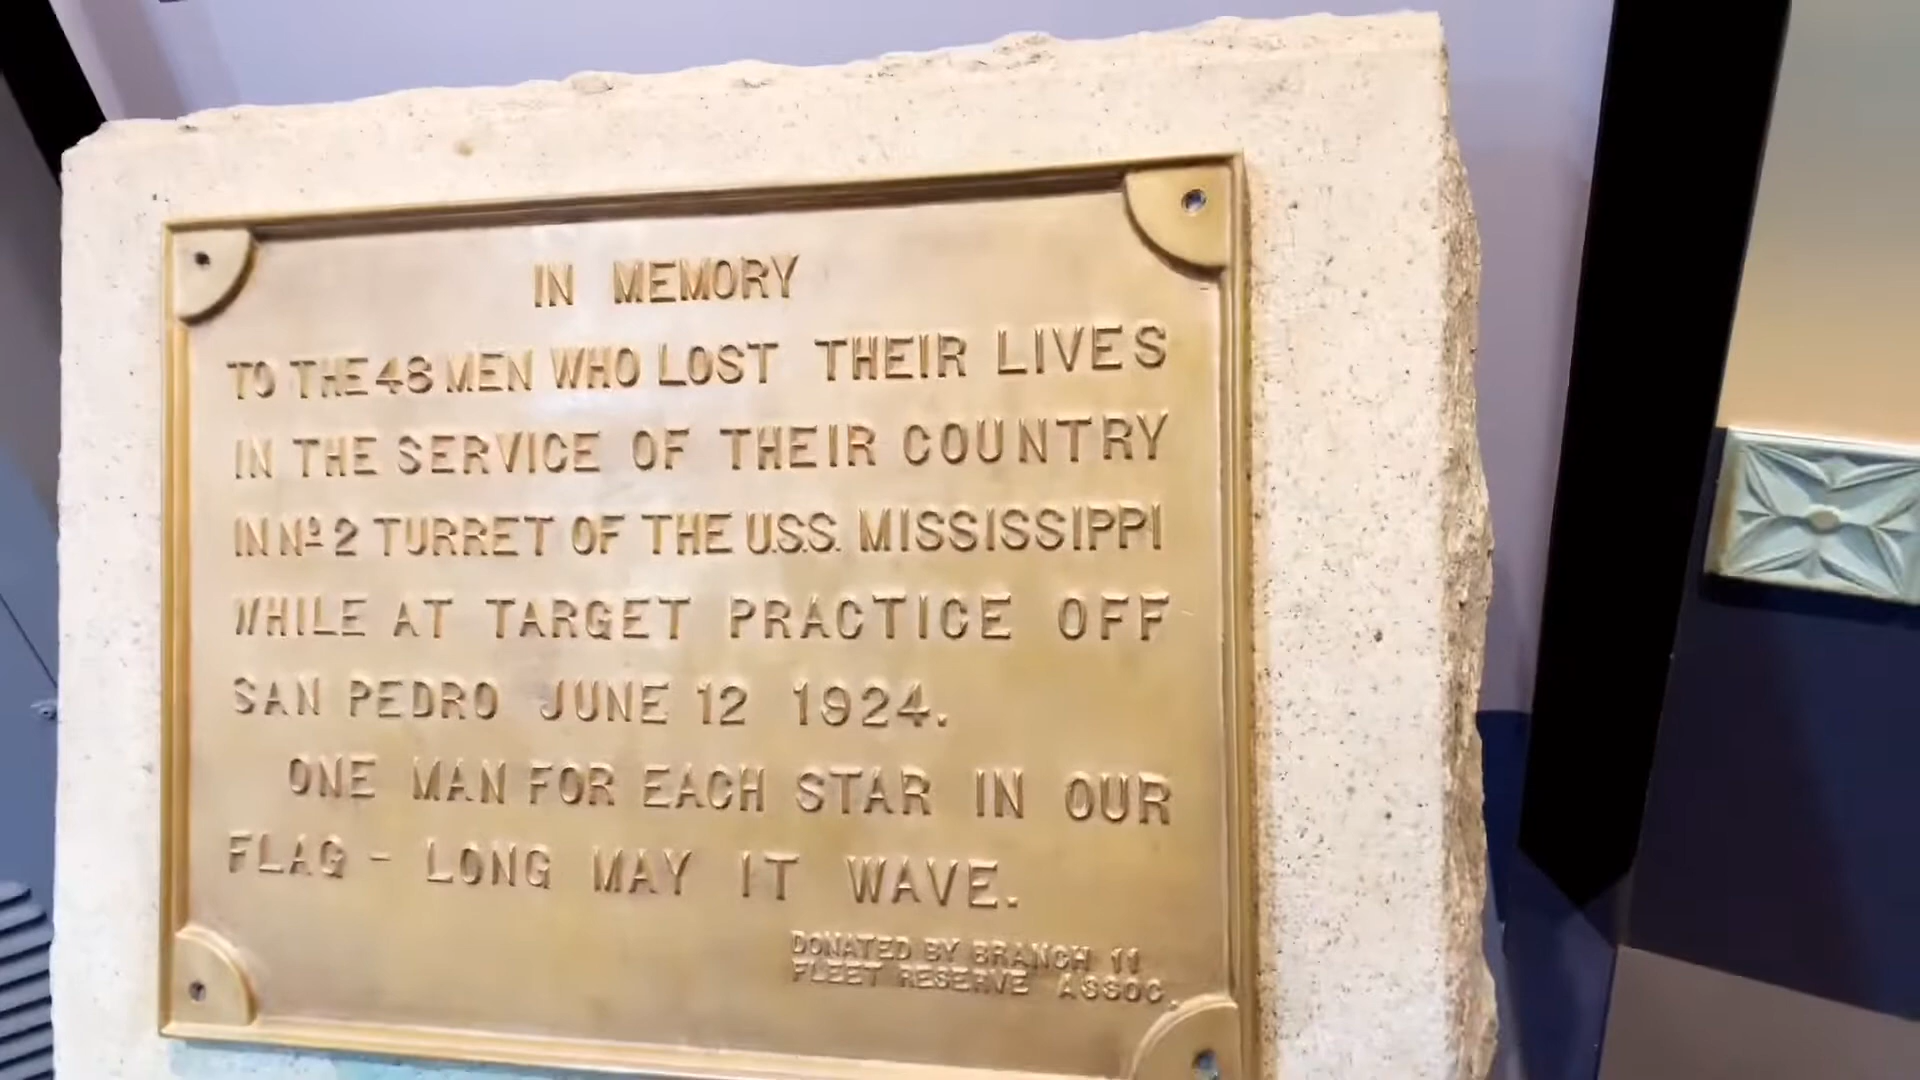 IN MEMORY
TO THE 48 MEN WHO LOST THEIR LIVES
IN THE SERVICE OF THEIR COUNTRY
IN Nº 2 TURRET OF THE U.S.S. MISSISSIPPI
WHILE AT TARGET PRACTICE OFF
SAN PEDRO JUNE 12 1924.
ONE MAN FOR EACH STAR IN OUR
FLAG - LONG MAY IT WAVE.
DONATED BY BRANCH 11
FLEET RESERVE ASSOC.